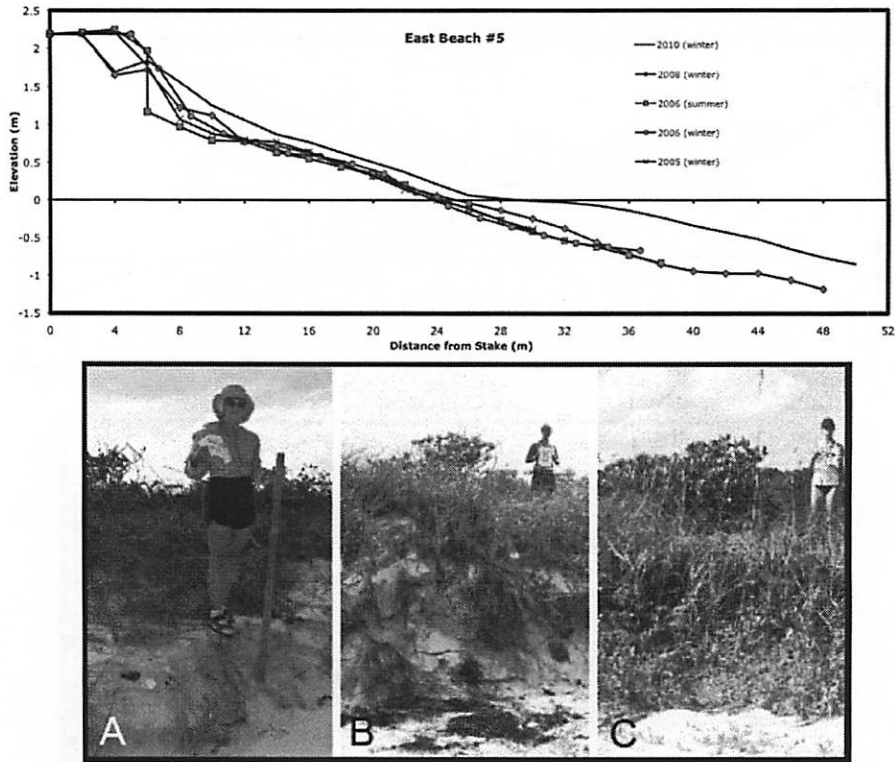 East Beach #5
2010 (winter)
2008 (winter)
2006 (summer)
2006 (winter)
2005 (winter)
Elevation (m)
2.5
2
1.5
1
0.5
0
-0.5
-1
-1.5
0 4 8 12 16 20 24 28 32 36 40 44 48 52
Distance from Stake (m)
A B C